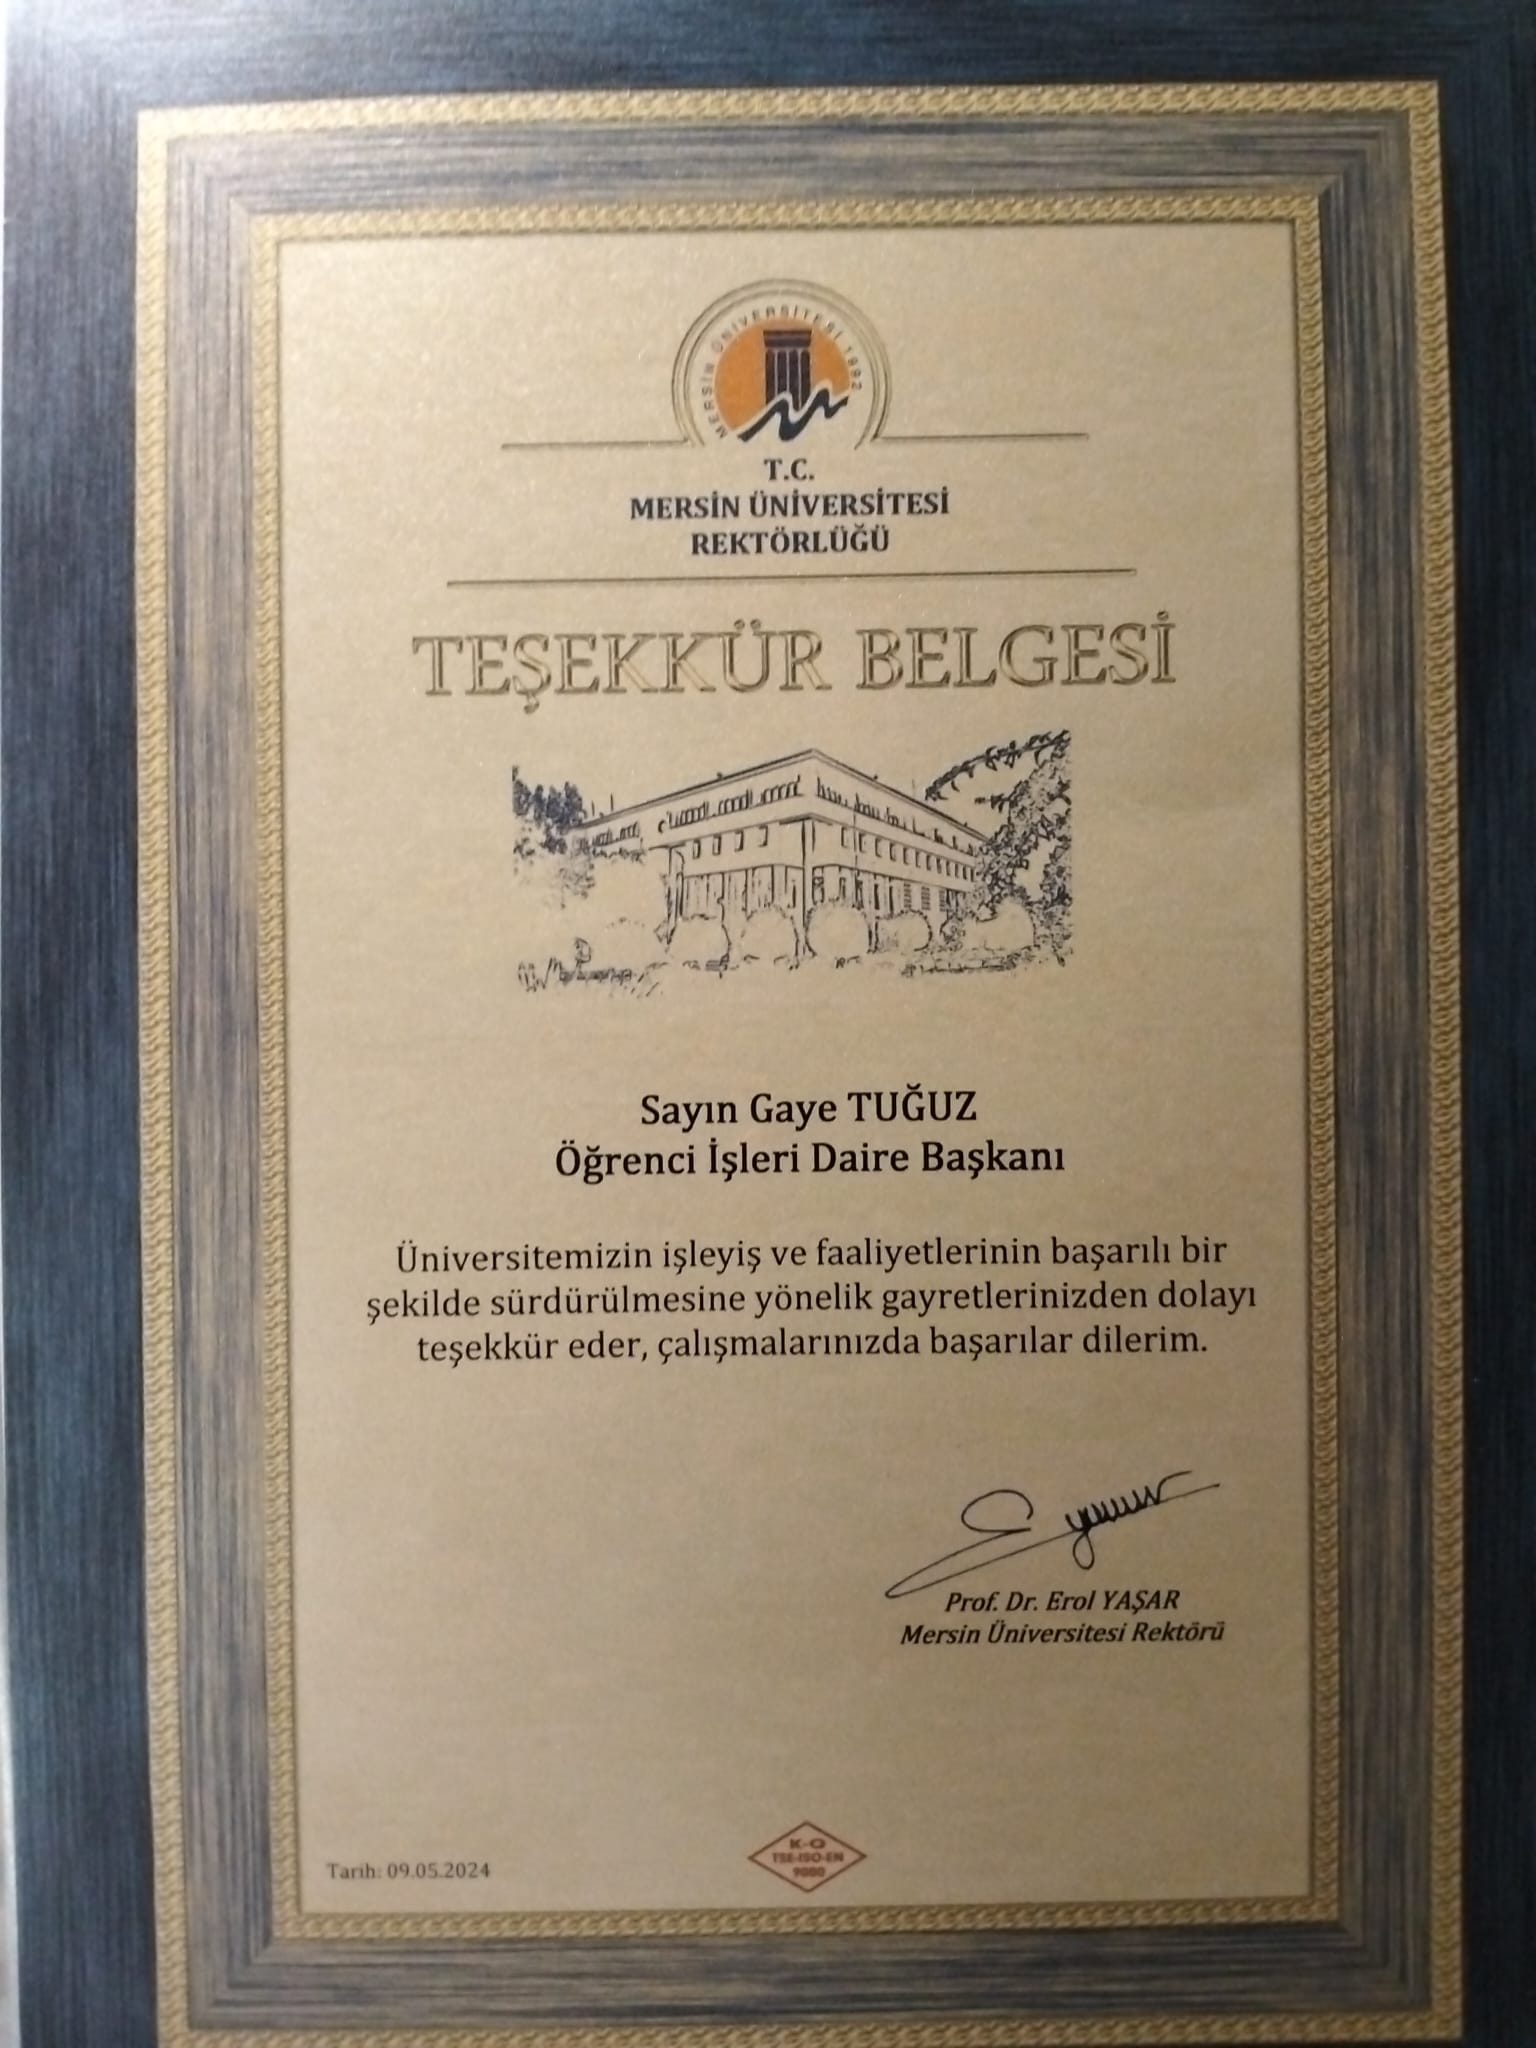 MERSİN ÜNİVERSİTESİ 1992
T.C.
MERSİN ÜNİVERSİTESİ
REKTÖRLÜĞÜ
TEŞEKKÜR BELGESİ
Sayın Gaye TUĞUZ
Öğrenci İşleri Daire Başkanı
Üniversitemizin işleyiş ve faaliyetlerinin başarılı bir
şekilde sürdürülmesine yönelik gayretlerinizden dolayı
teşekkür eder, çalışmalarınızda başarılar dilerim.
Prof. Dr. Erol YAŞAR
Mersin Üniversitesi Rektörü
K-Q
TSE-ISO-EN
9000
Tarih: 09.05.2024